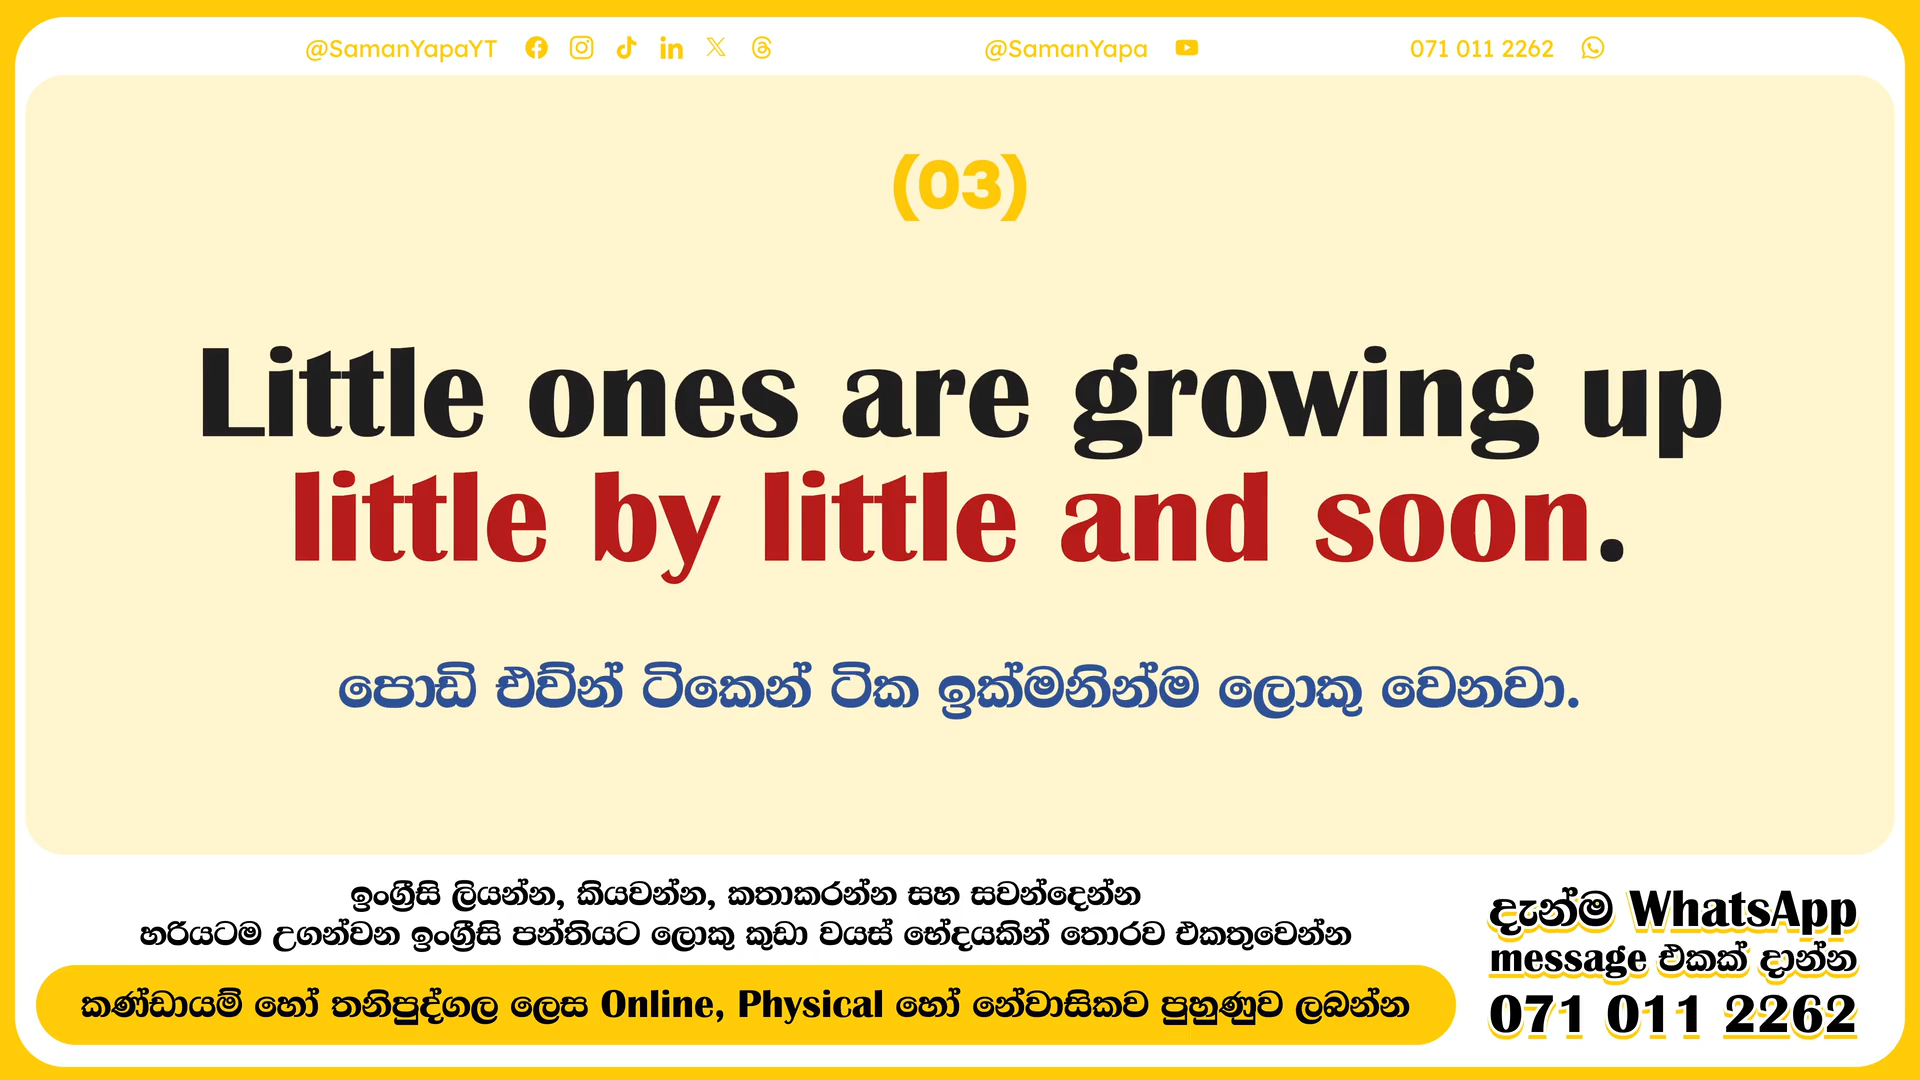 @SamanYapaYT
@SamanYapa
071 011 2262
(03)
Little ones are growing up
little by little and soon.
පොඩි එව්න් ටිකෙන් ටික ඉක්මනින්ම ලොකු වෙනවා.
ඉංග්‍රීසි ලියන්න, කියවන්න, කතාකරන්න සහ සවන්දෙන්න
හරියටම උගන්වන ඉංග්‍රීසි පන්තියට ලොකු කුඩා වයස් භේදයකින් තොරව එකතුවෙන්න
කණ්ඩායම් හෝ තනිපුද්ගල ලෙස Online, Physical හෝ නේවාසිකව පුහුණුව ලබන්න
දැන්ම WhatsApp
message එකක් දාන්න
071 011 2262